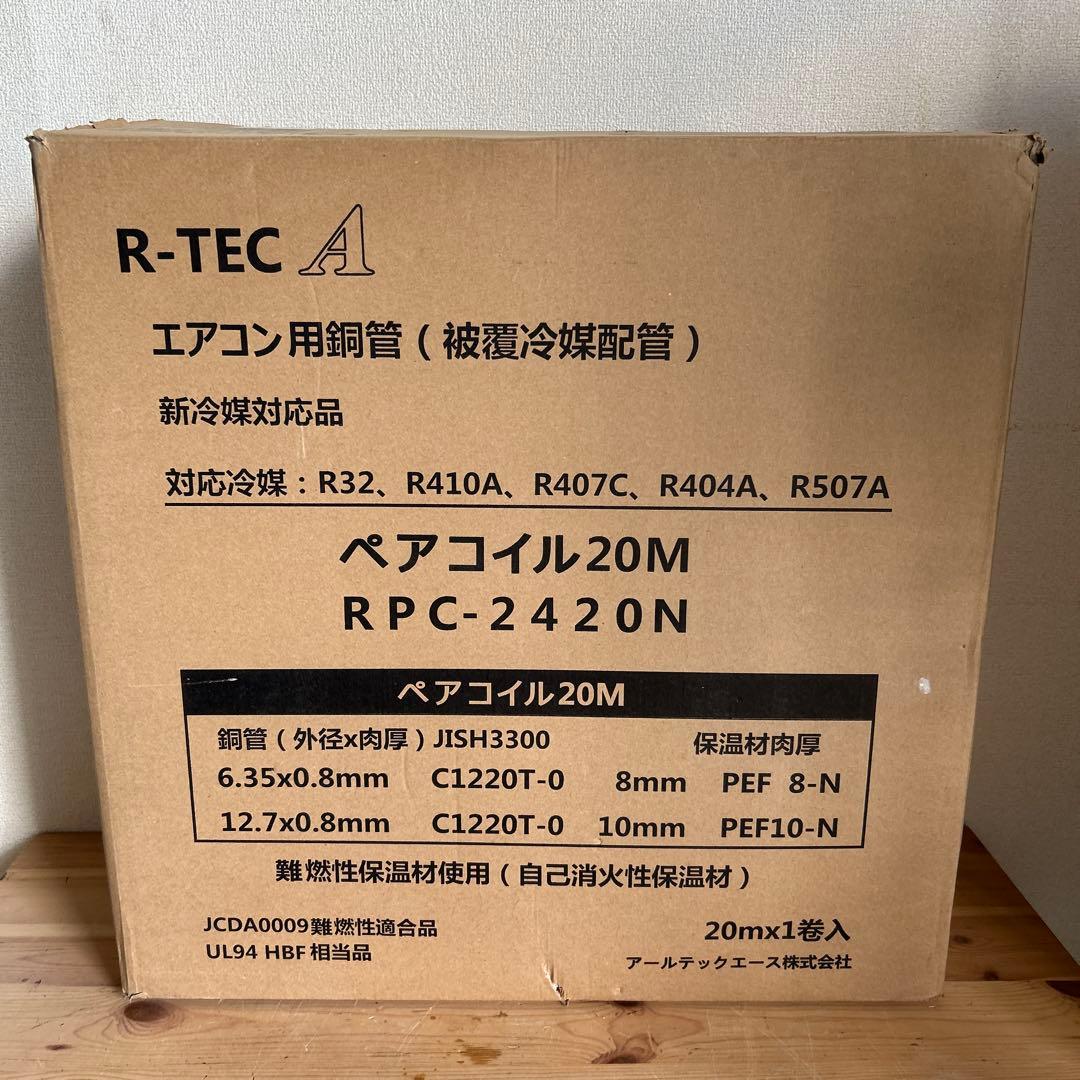 R-TEC A
エアコン用銅管(被覆冷媒配管)
新冷媒対応品
対応冷媒:R32、R410A、R407C、R404A、R507A
ペアコイル20M
RPC-2420N
ペアコイル20M
銅管(外径x肉厚)JISH3300 保温材肉厚
6.35x0.8mm C1220T-0 8mm PEF 8-N
12.7x0.8mm C1220T-0 10mm PEF10-N
難燃性保温材使用(自己消火性保温材)
JCDA0009難燃性適合品
UL94 HBF相当品
20mx1巻入
アールテックエース株式会社